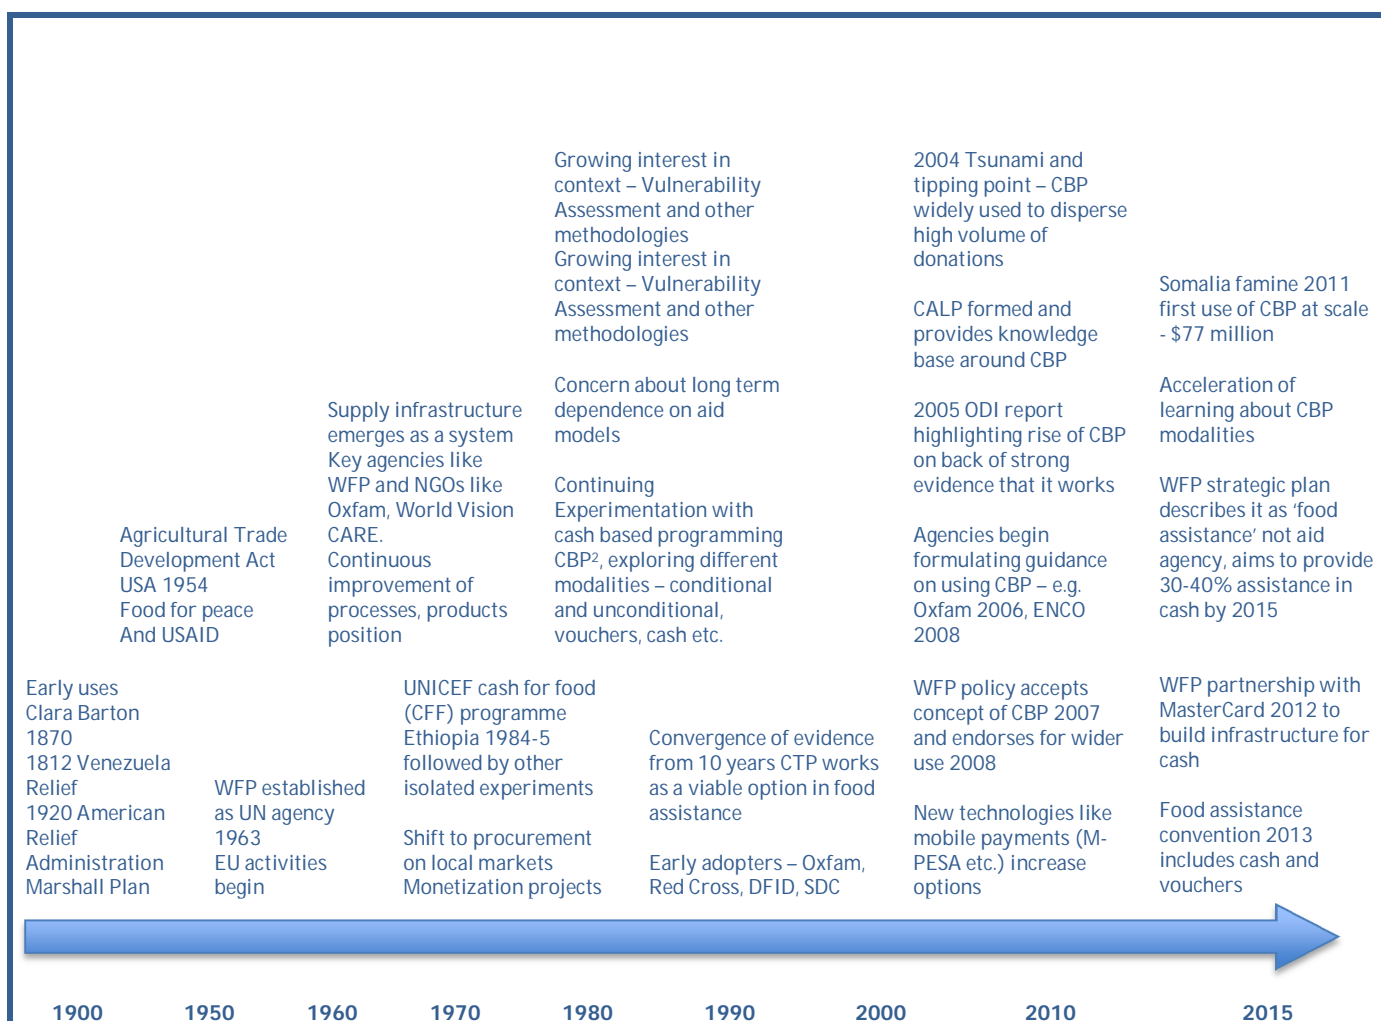 Growing interest in
context – Vulnerability
Assessment and other
methodologies
Growing interest in
context – Vulnerability
Assessment and other
methodologies
Concern about long term
dependence on aid
models
Continuing
Experimentation with
cash based programming
CBP², exploring different
modalities – conditional
and unconditional,
vouchers, cash etc.
2004 Tsunami and
tipping point – CBP
widely used to disperse
high volume of
donations
CALP formed and
provides knowledge
base around CBP
2005 ODI report
highlighting rise of CBP
on back of strong
evidence that it works
Agencies begin
formulating guidance
on using CBP – e.g.
Oxfam 2006, ENCO
2008
Somalia famine 2011
first use of CBP at scale
- $77 million
Acceleration of
learning about CBP
modalities
WFP strategic plan
describes it as ‘food
assistance’ not aid
agency, aims to provide
30-40% assistance in
cash by 2015
Supply infrastructure
emerges as a system
Key agencies like
WFP and NGOs like
Oxfam, World Vision
CARE.
Continuous
improvement of
processes, products
position
Agricultural Trade
Development Act
USA 1954
Food for peace
And USAID
Early uses
Clara Barton
1870
1812 Venezuela
Relief
1920 American
Relief
Administration
Marshall Plan
WFP established
as UN agency
1963
EU activities
begin
UNICEF cash for food
(CFF) programme
Ethiopia 1984-5
followed by other
isolated experiments
Shift to procurement
on local markets
Monetization projects
Convergence of evidence
from 10 years CTP works
as a viable option in food
assistance
Early adopters – Oxfam,
Red Cross, DFID, SDC
WFP policy accepts
concept of CBP 2007
and endorses for wider
use 2008
New technologies like
mobile payments (M-
PESA etc.) increase
options
WFP partnership with
MasterCard 2012 to
build infrastructure for
cash
Food assistance
convention 2013
includes cash and
vouchers
1900 1950 1960 1970 1980 1990 2000 2010 2015